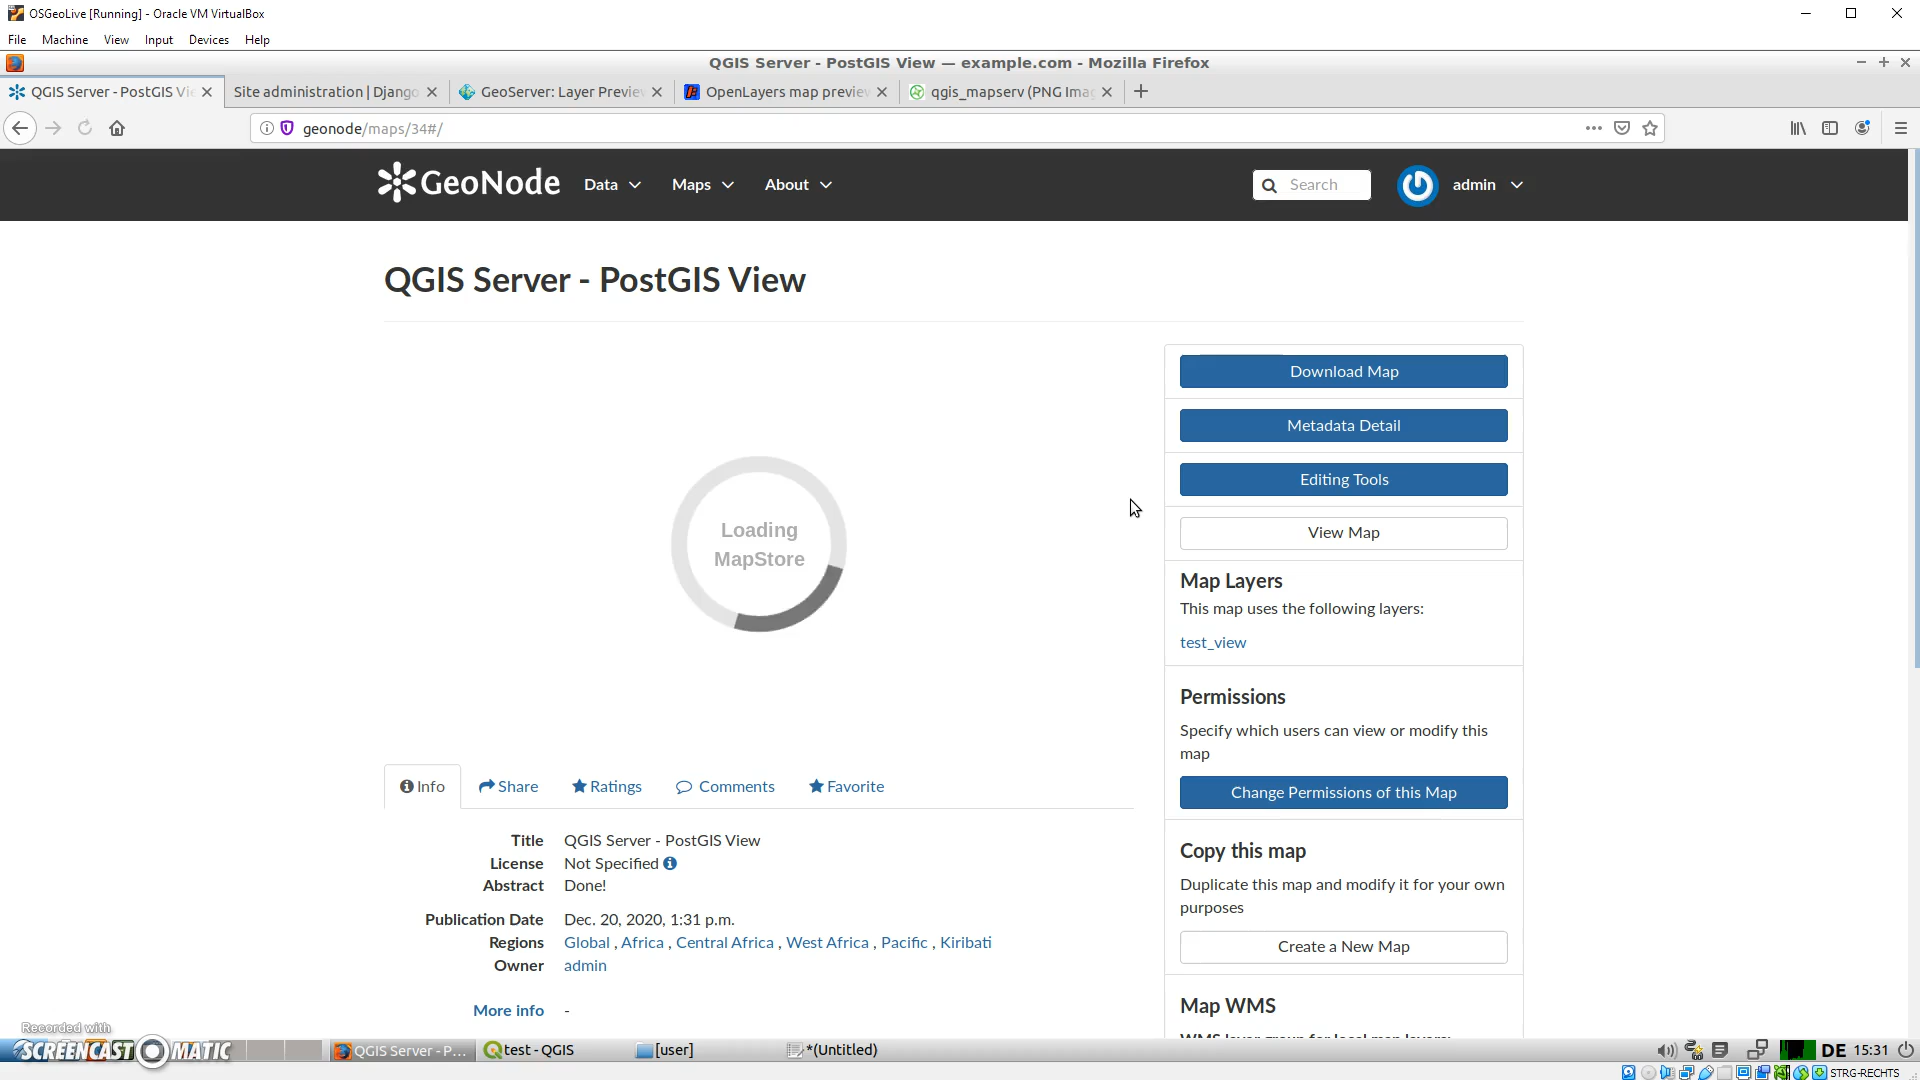 OSGeoLive [Running] - Oracle VM VirtualBox
File Machine View Input Devices Help
QGIS Server - PostGIS View — example.com - Mozilla Firefox
QGIS Server - PostGIS Vie
Site administration | Django
GeoServer: Layer Preview
OpenLayers map preview
qgis_mapserv (PNG Imag
geonode/maps/34#/
GeoNode Data Maps About Search admin
QGIS Server - PostGIS View
Download Map
Metadata Detail
Editing Tools
View Map
Loading
MapStore
Map Layers
This map uses the following layers:
test_view
Permissions
Specify which users can view or modify this
map
Change Permissions of this Map
Copy this map
Duplicate this map and modify it for your own
purposes
Create a New Map
Map WMS
Info Share Ratings Comments Favorite
Title QGIS Server - PostGIS View
License Not Specified
Abstract Done!
Publication Date Dec. 20, 2020, 1:31 p.m.
Regions Global , Africa , Central Africa , West Africa , Pacific , Kiribati
Owner admin
More info -
Recorded with
SCREENCAST MATIC
QGIS Server - P...
test - QGIS
[user]
*(Untitled)
DE 15:31
STRG-RECHTS